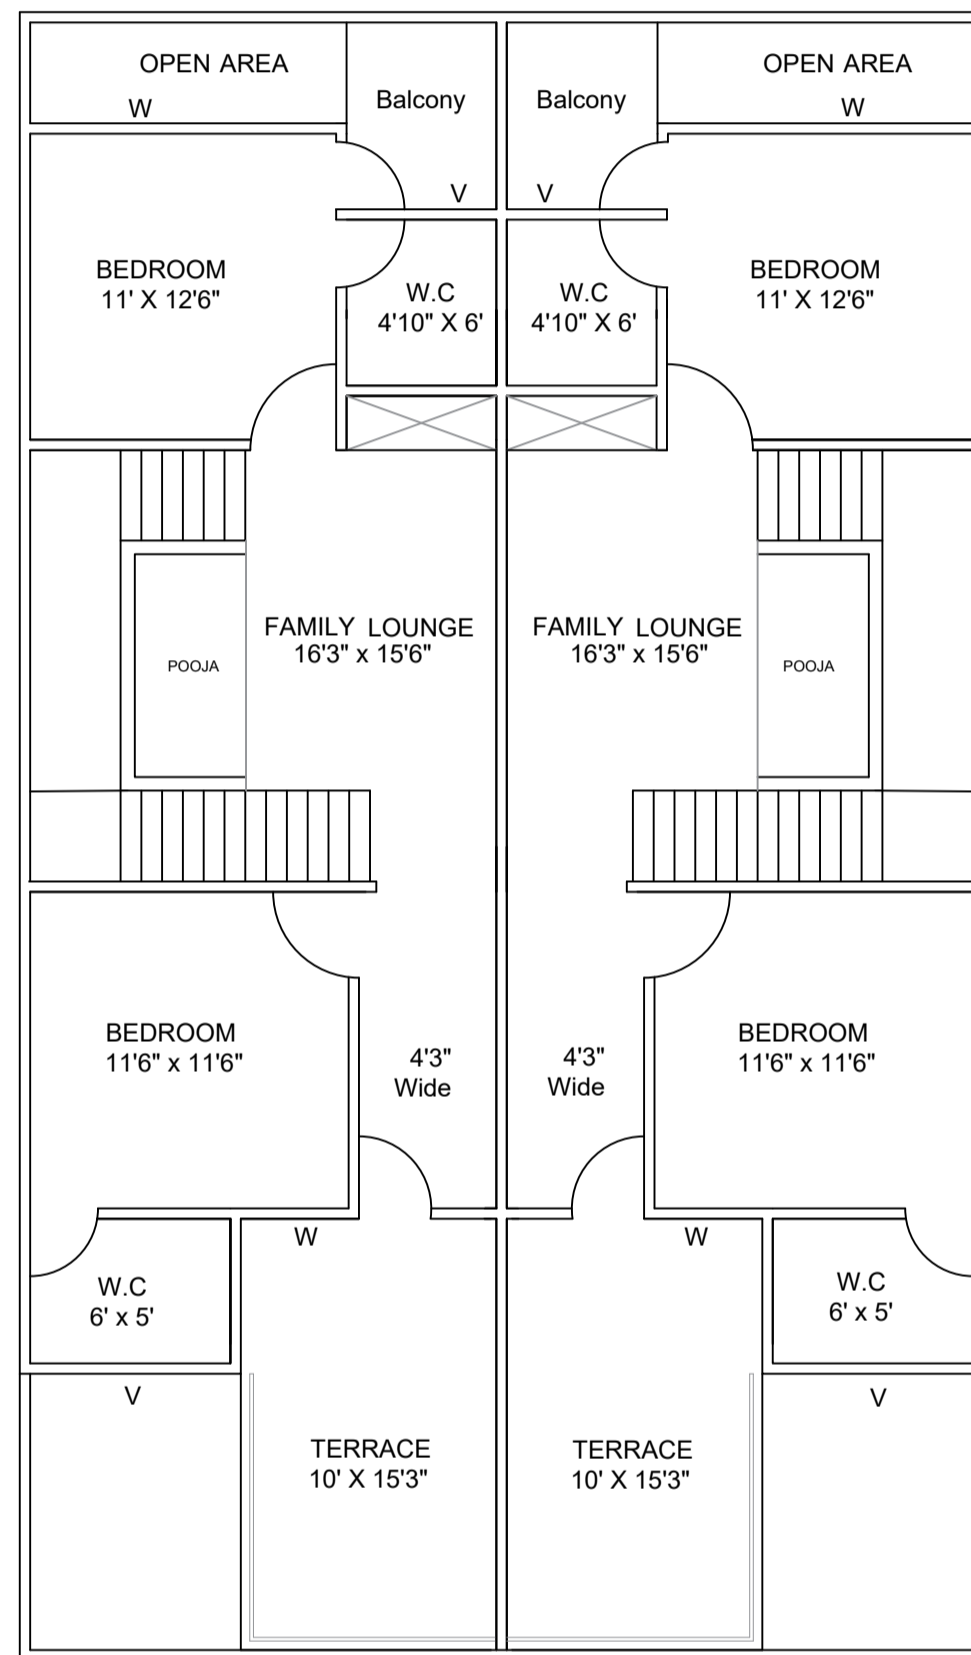 OPEN AREA
OPEN AREA
W
Balcony
Balcony
W
V
V
BEDROOM
11' X 12'6"
W.C
4'10" X 6'
W.C
4'10" X 6'
BEDROOM
11' X 12'6"
FAMILY LOUNGE
16'3" x 15'6"
FAMILY LOUNGE
16'3" x 15'6"
POOJA
POOJA
BEDROOM
11'6" x 11'6"
4'3"
Wide
4'3"
Wide
BEDROOM
11'6" x 11'6"
W
W
W.C
6' x 5'
W.C
6' x 5'
V
V
TERRACE
10' X 15'3"
TERRACE
10' X 15'3"